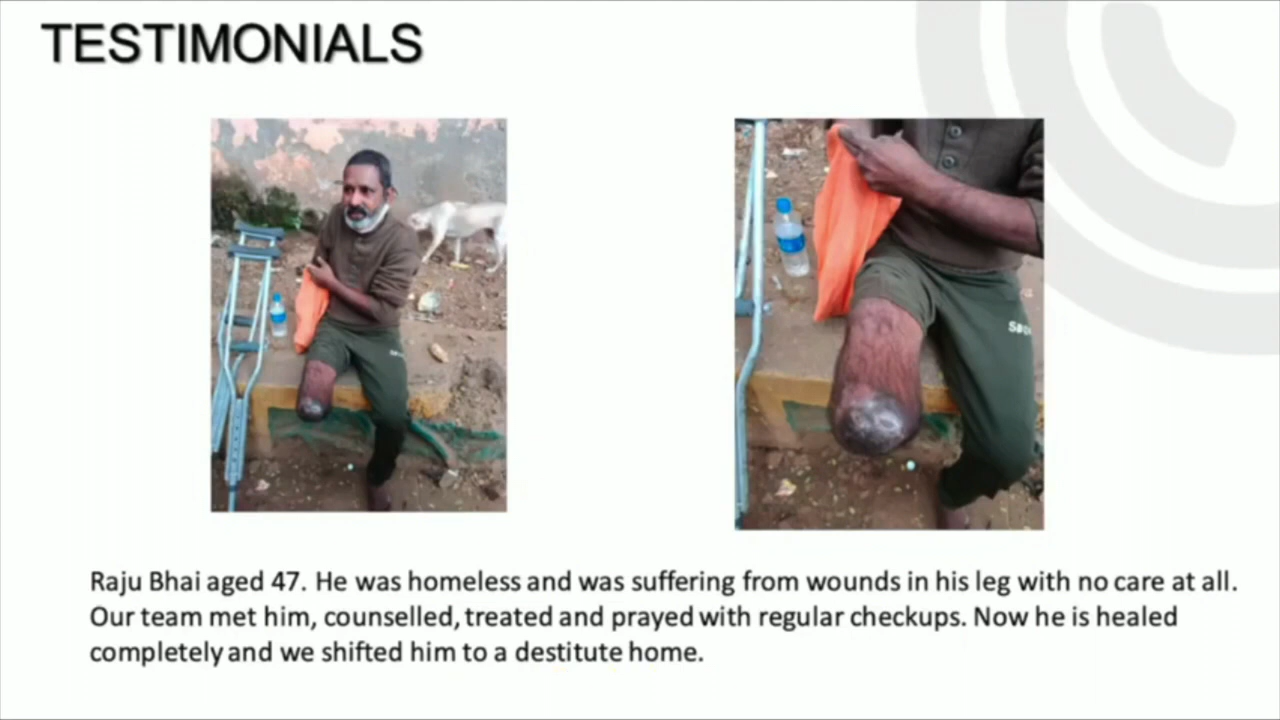 TESTIMONIALS
Raju Bhai aged 47. He was homeless and was suffering from wounds in his leg with no care at all.
Our team met him, counselled, treated and prayed with regular checkups. Now he is healed
completely and we shifted him to a destitute home.